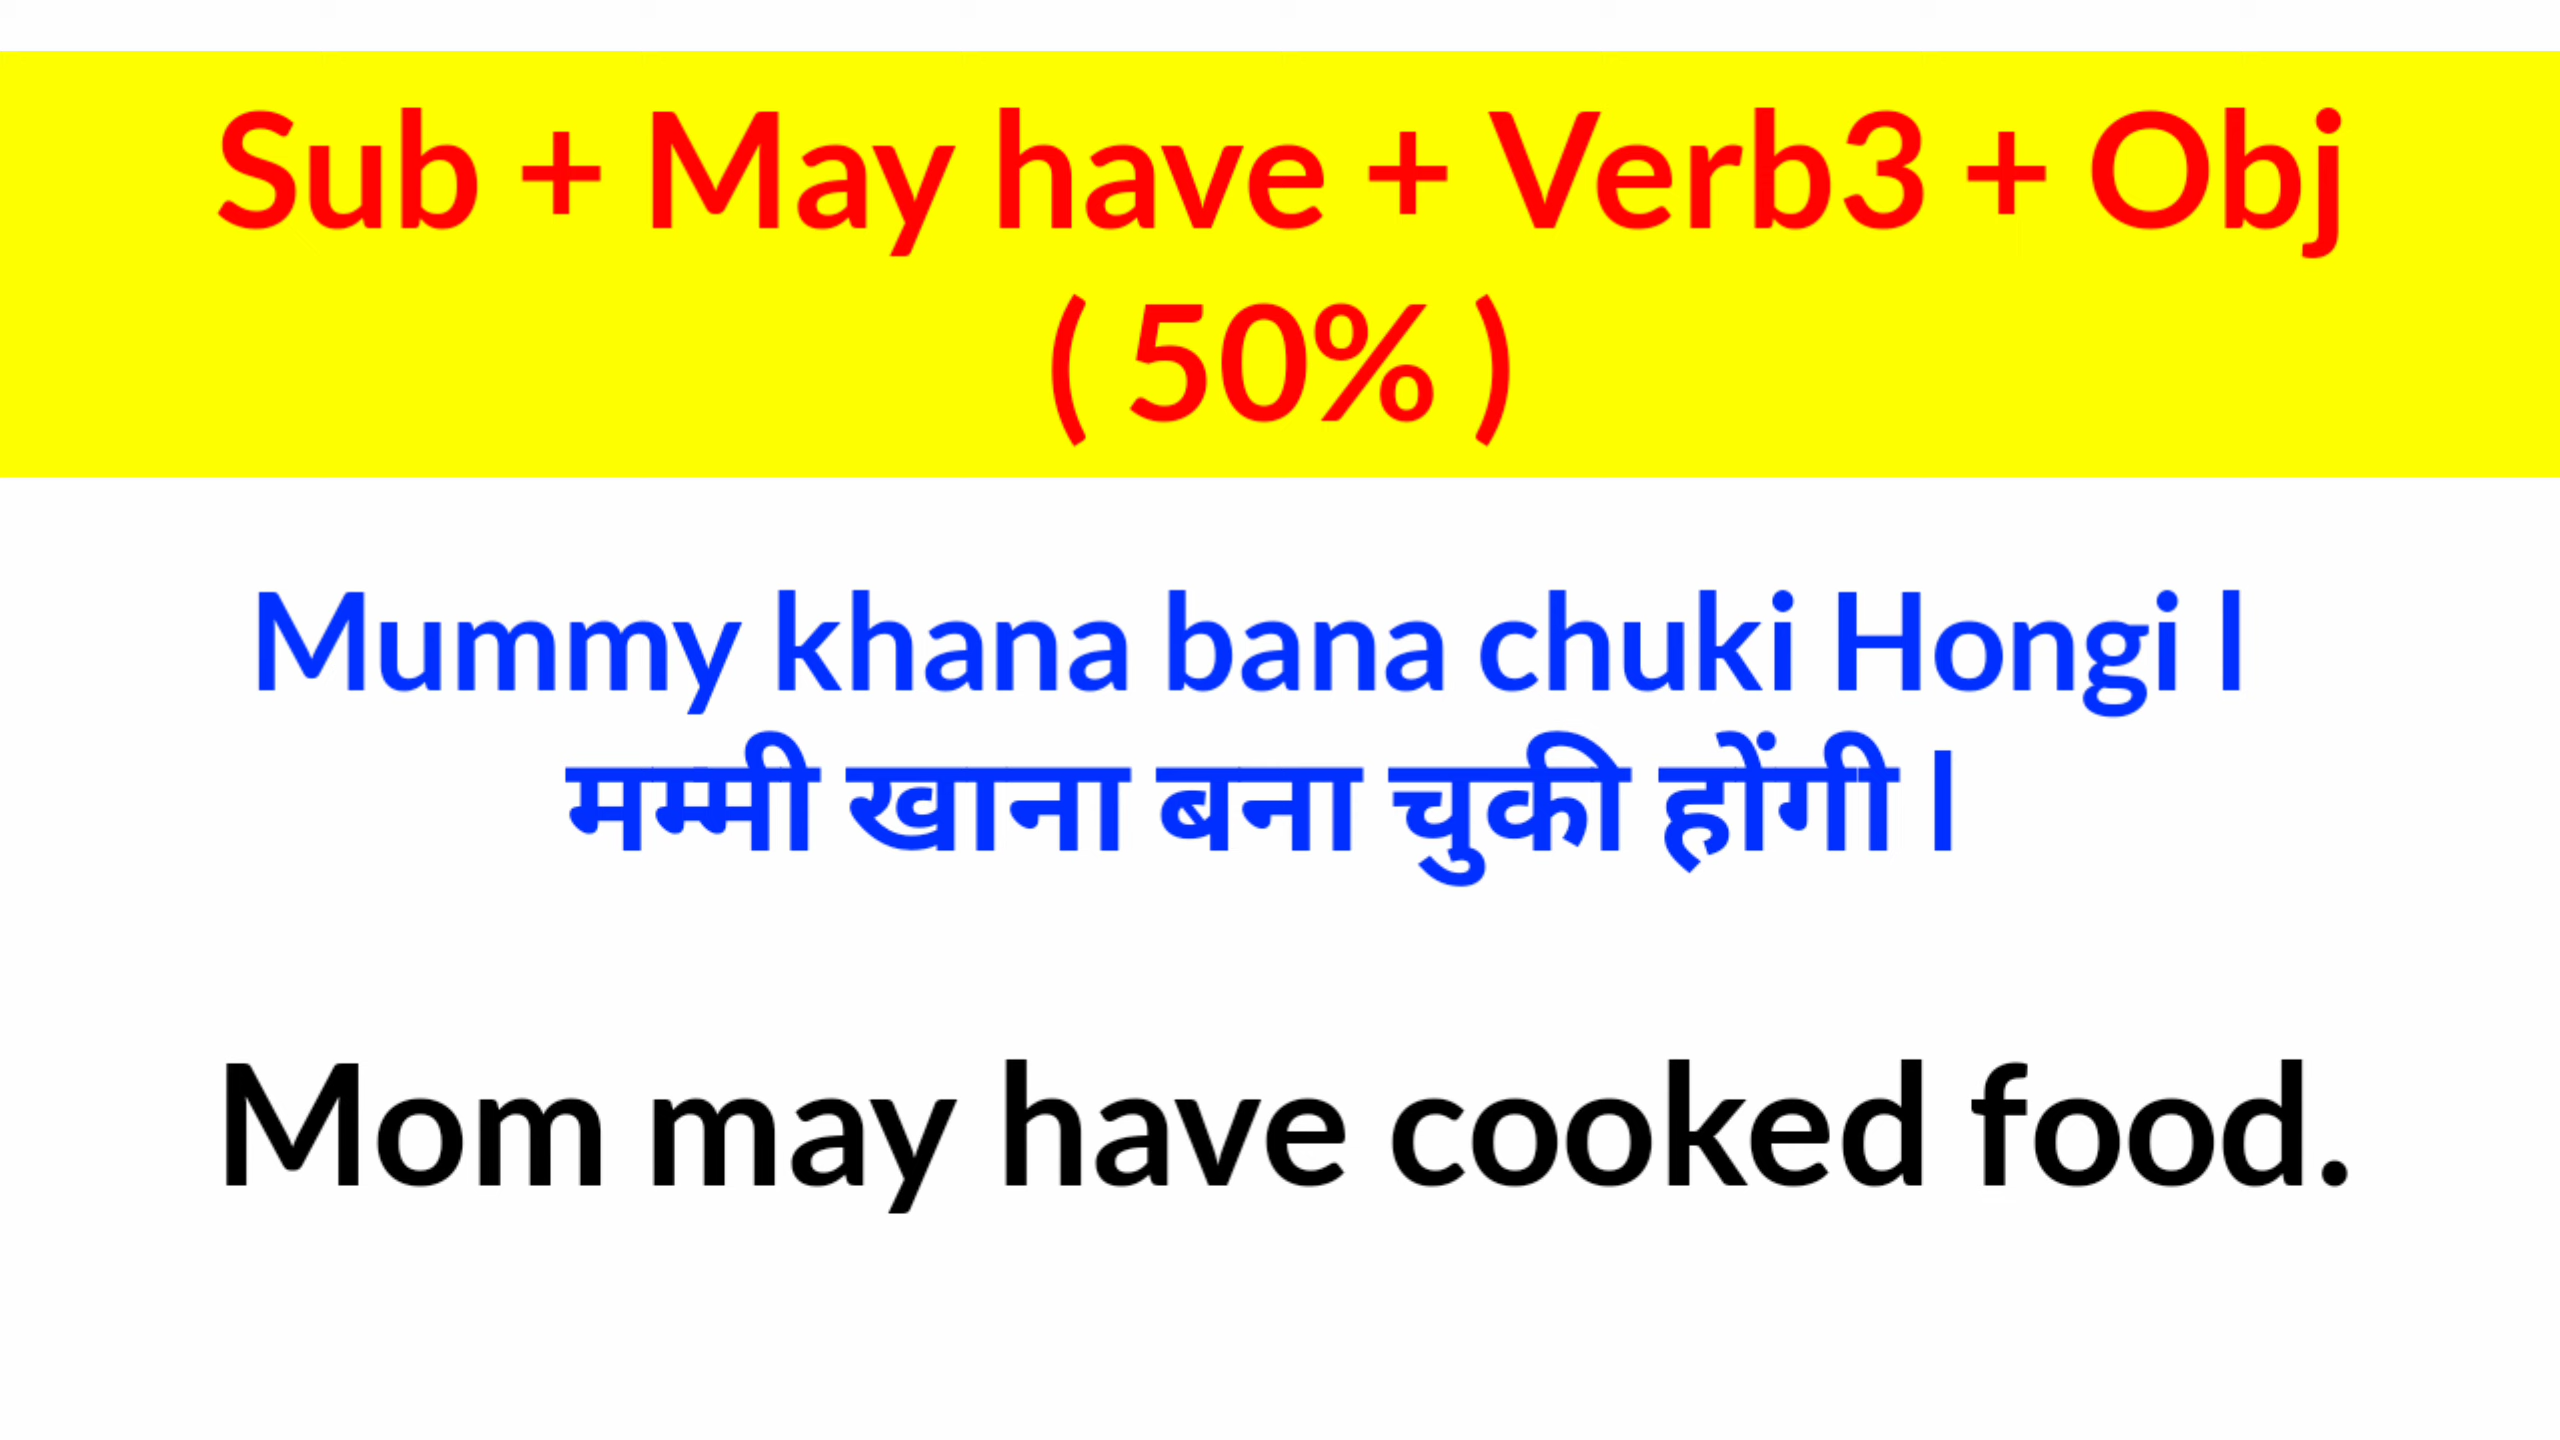 Sub + May have + Verb3 + Obj
( 50% )
Mummy khana bana chuki Hongi l
मम्मी खाना बना चुकी होंगी l
Mom may have cooked food.